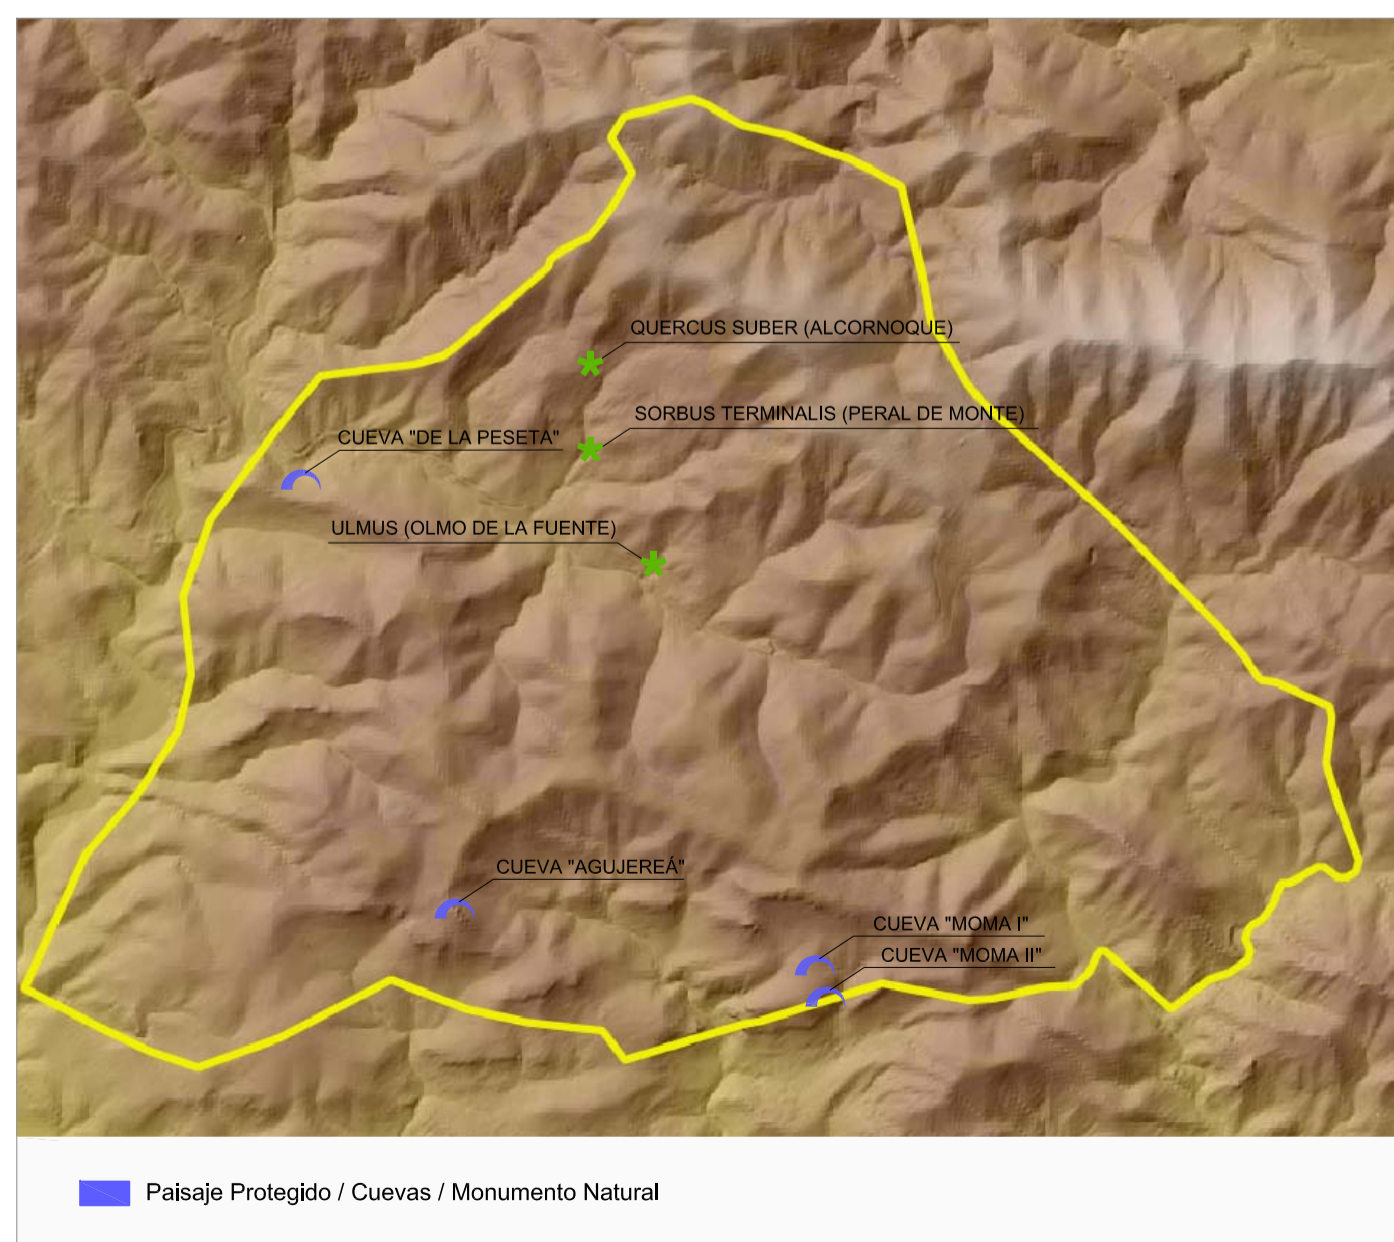 QUERCUS SUBER (ALCORNOQUE)
SORBUS TERMINALIS (PERAL DE MONTE)
CUEVA "DE LA PESETA"
ULMUS (OLMO DE LA FUENTE)
CUEVA "AGUJEREÁ"
CUEVA "MOMA I"
CUEVA "MOMA II"
Paisaje Protegido / Cuevas / Monumento Natural